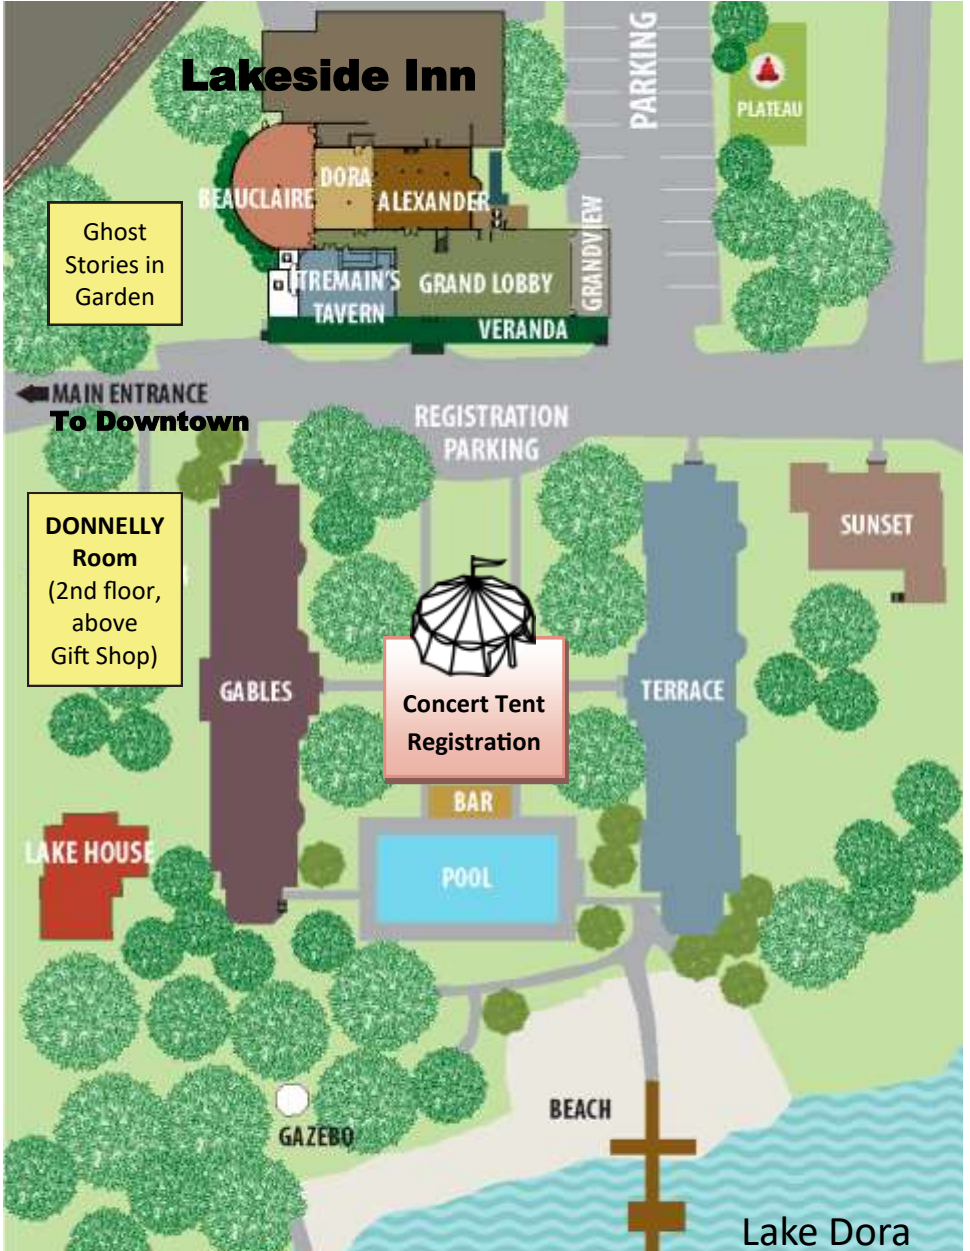 Lakeside Inn
PARKING
PLATEAU
DORA
BEAUCLAIRE
ALEXANDER
Ghost
Stories in
Garden
TREMAIN'S
TAVERN
GRAND LOBBY
GRANDVIEW
VERANDA
MAIN ENTRANCE
To Downtown
REGISTRATION
PARKING
DONNELLY
Room
(2nd floor,
above
Gift Shop)
SUNSET
GABLES
Concert Tent
Registration
TERRACE
BAR
LAKE HOUSE
POOL
BEACH
GAZEBO
Lake Dora